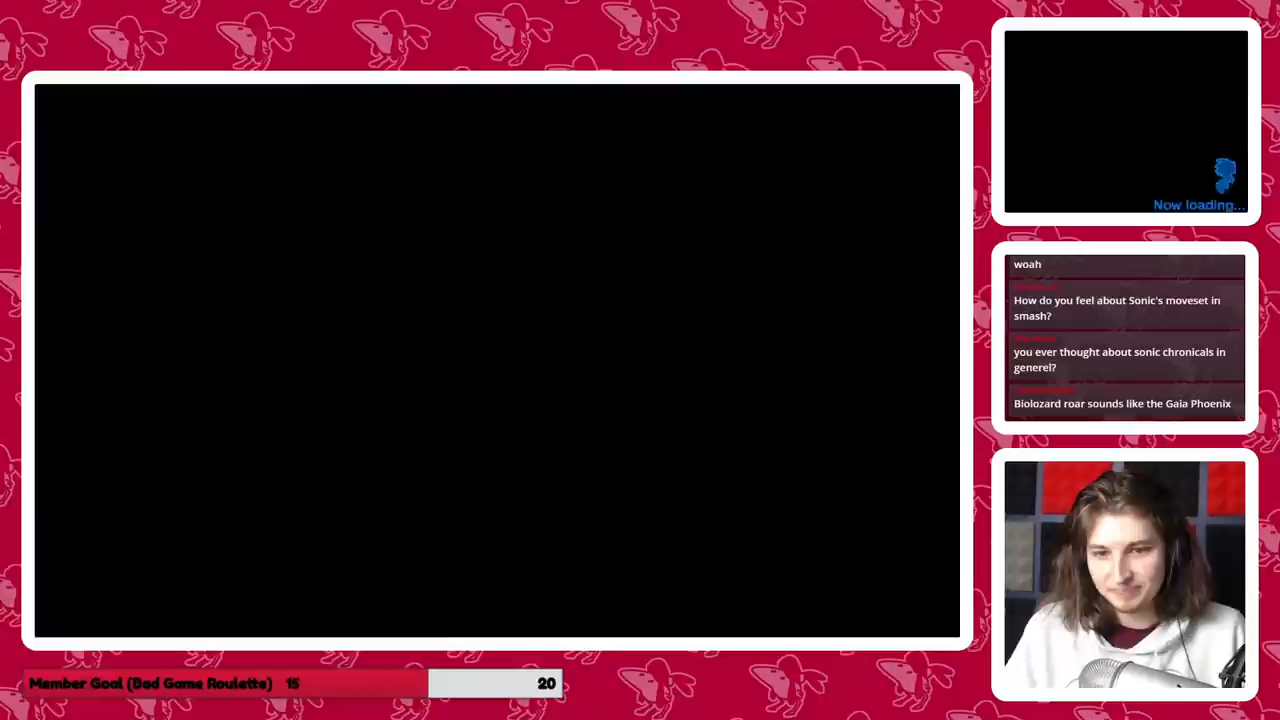 Now loading...
woah
How do you feel about Sonic's moveset in
smash?
you ever thought about sonic chronicals in
generel?
Biolozard roar sounds like the Gaia Phoenix
Member Goal (Bad Game Roulette) 15
20